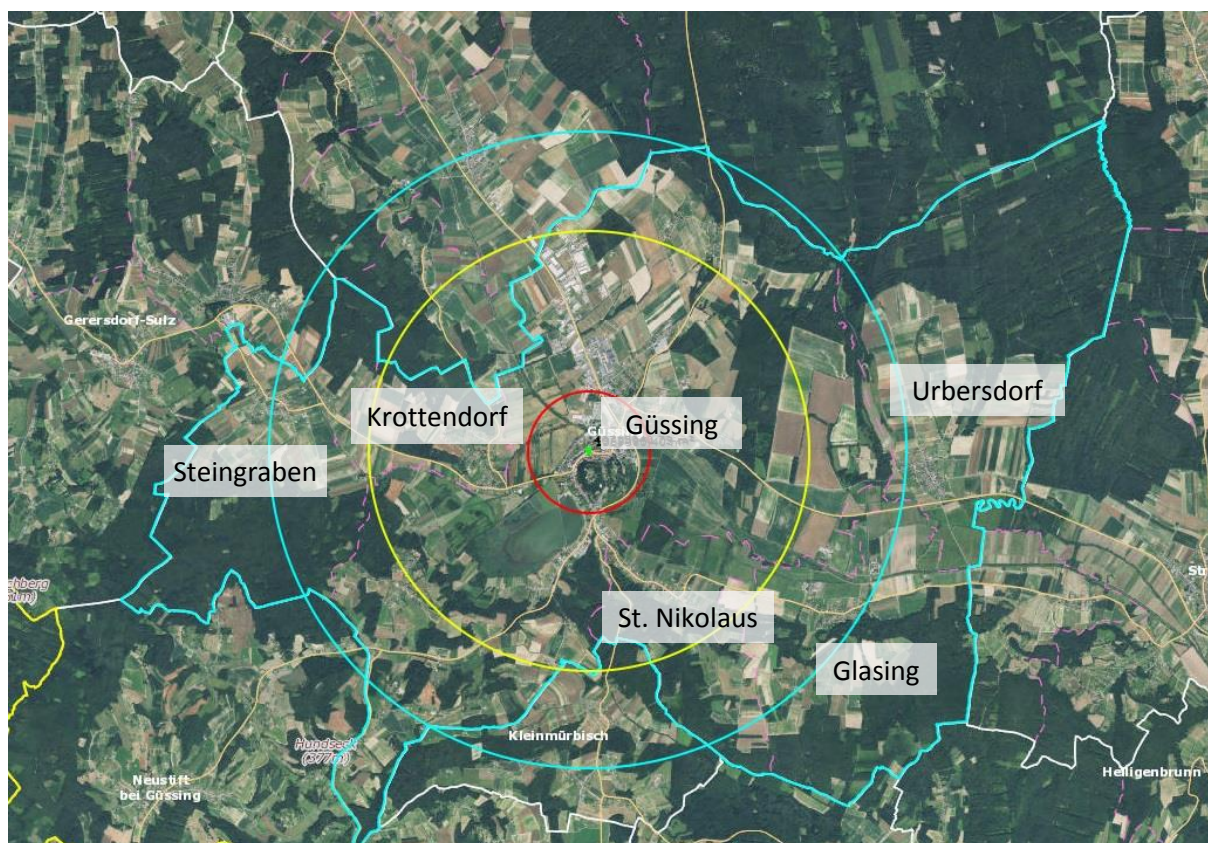 Gerersdorf-Sulz
Krottendorf
Güssing
Urbersdorf
Steingraben
St. Nikolaus
Glasing
Kleinmürbisch
Hundseck
(377m)
Neustift
bei Güssing
Heiligenbrunn